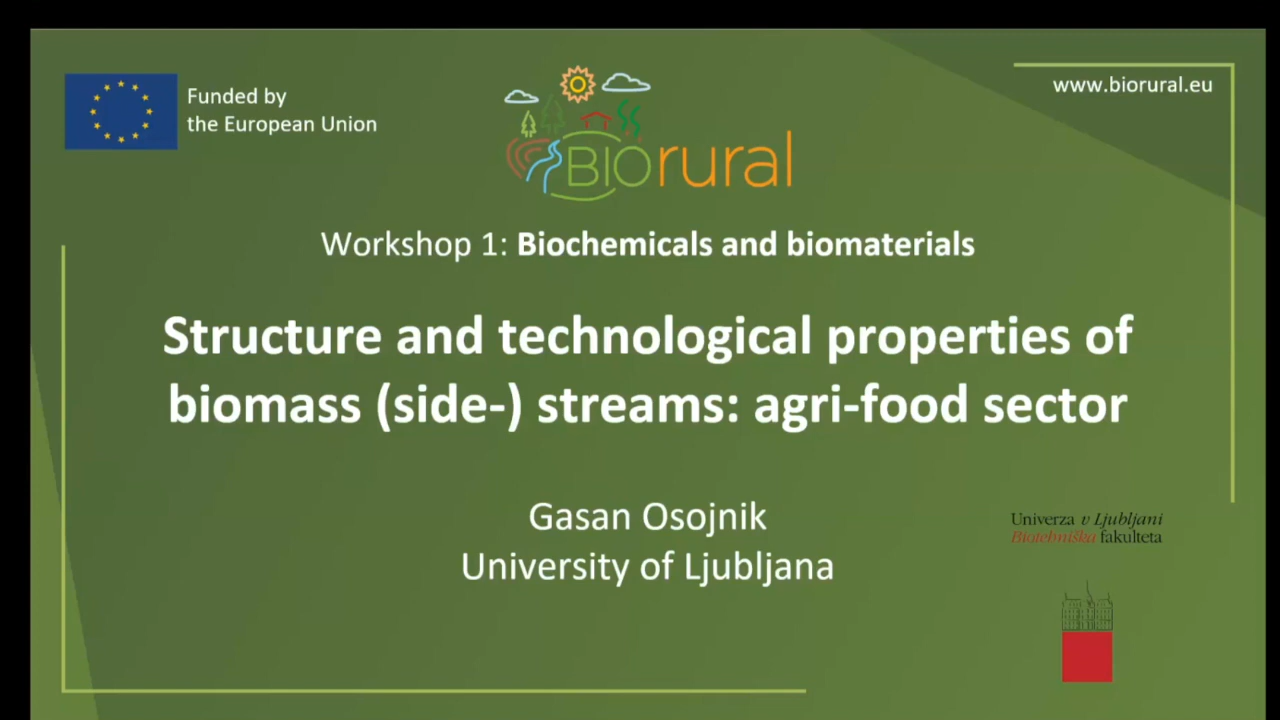 Funded by
the European Union
BIOrural
www.biorural.eu
Workshop 1: Biochemicals and biomaterials
Structure and technological properties of
biomass (side-) streams: agri-food sector
Gasan Osojnik
University of Ljubljana
Univerza v Ljubljani
Biotehniška fakulteta